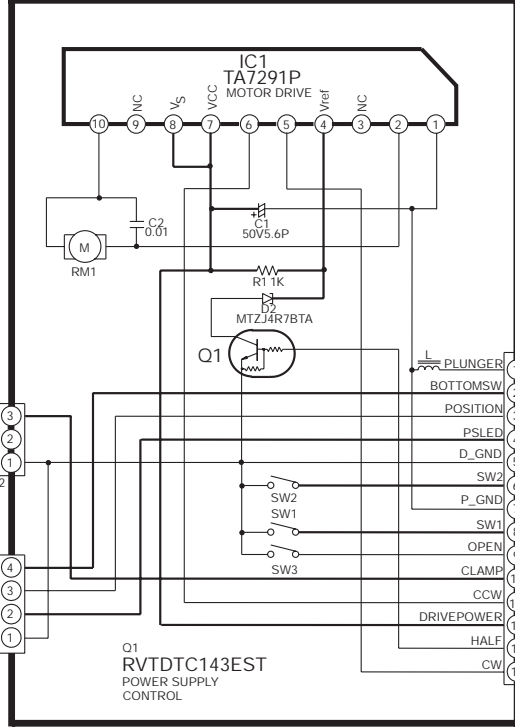 IC1
TA7291P
MOTOR DRIVE
NC
VS
VCC
Vref
NC
10 9 8 7 6 5 4 3 2 1
C2
0.01
C1
50V5.6P
M
RM1
R1 1K
D2
MTZJ4R7BTA
Q1
L
PLUNGER
BOTTOMSW
3
POSITION
2
PSLED
1
D_GND
2
SW2
SW2
P_GND
SW1
SW1
OPEN
SW3
4
CLAMP
3
CCW
2
DRIVEPOWER
1
HALF
CW
Q1
RVTDTC143EST
POWER SUPPLY
CONTROL